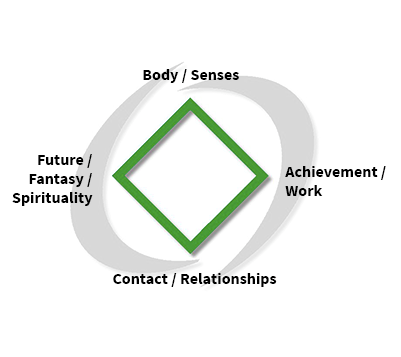 Body / Senses
Future /
Fantasy /
Spirituality
Achievement /
Work
Contact / Relationships